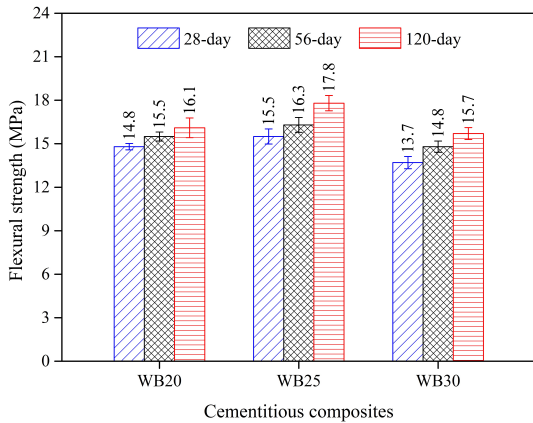 24
21
18
15
12
9
6
3
0
Flexural strength (MPa)
28-day 56-day 120-day
14.8 15.5 16.1
15.5 16.3 17.8
13.7 14.8 15.7
WB20 WB25 WB30
Cementitious composites